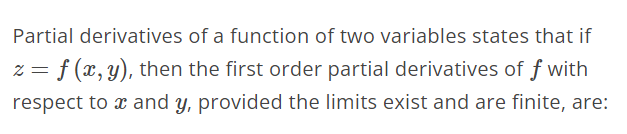 Partial derivatives of a function of two variables states that if
z = f (x, y), then the first order partial derivatives of f with
respect to x and y, provided the limits exist and are finite, are: